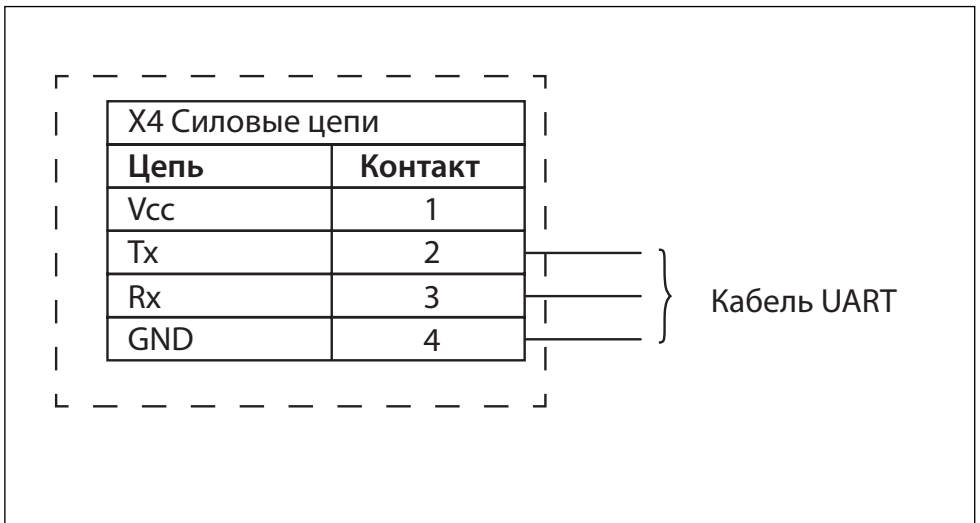 X4 Силовые цепи
Цепь Контакт
Vcc 1
Tx 2
Rx 3
GND 4
Кабель UART